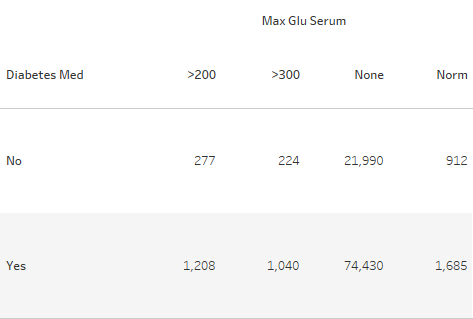 Max Glu Serum
Diabetes Med >200 >300 None Norm
No 277 224 21,990 912
Yes 1,208 1,040 74,430 1,685